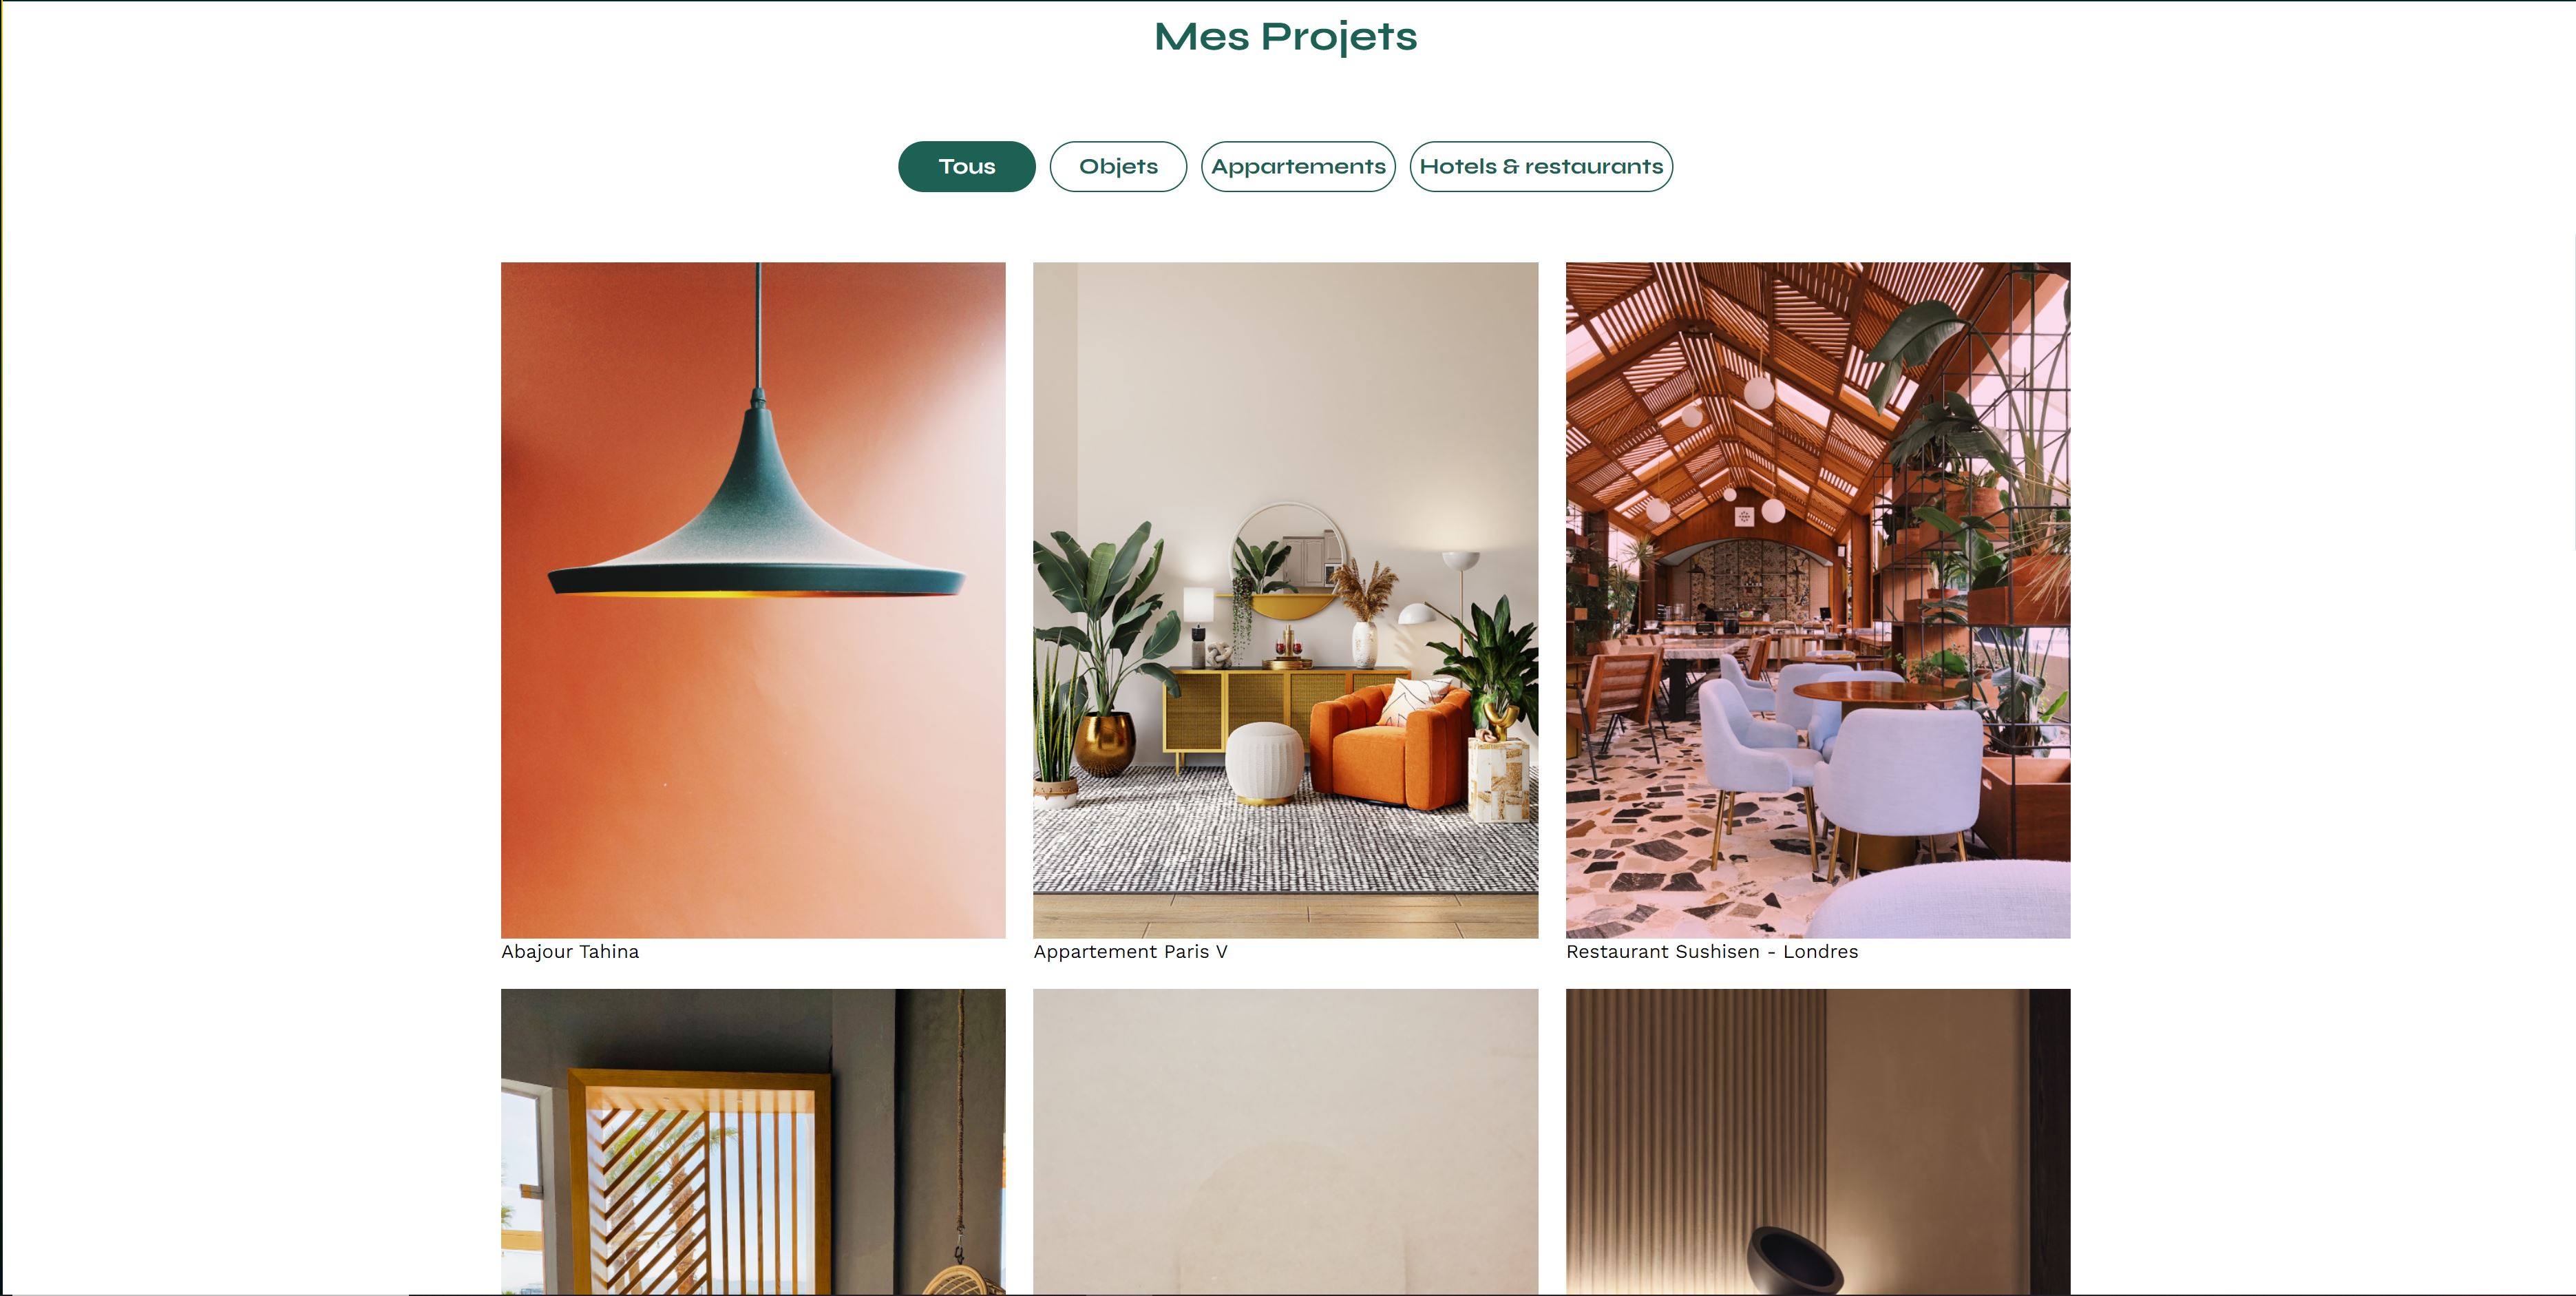 Mes Projets
Tous
Objets
Appartements
Hotels & restaurants
Abajour Tahina
Appartement Paris V
Restaurant Sushisen - Londres